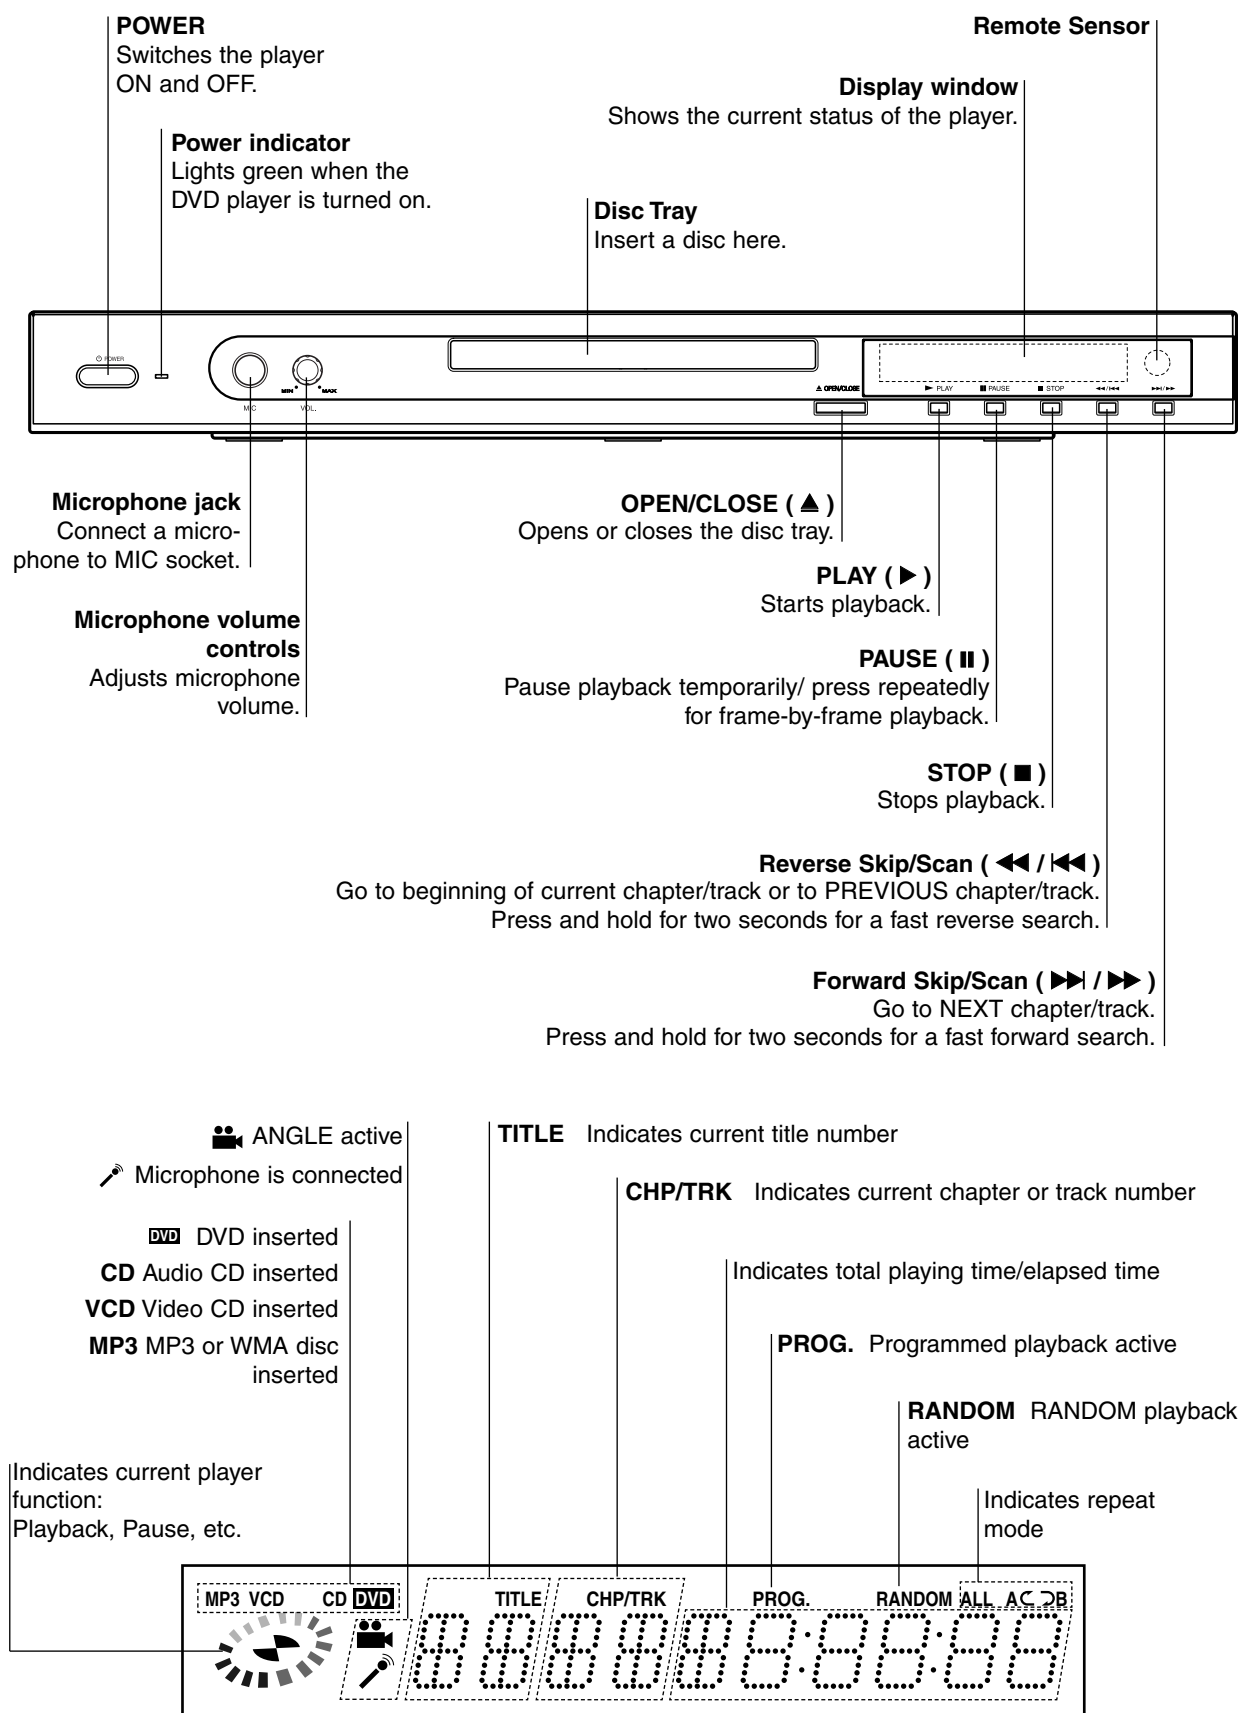 POWER
Switches the player
ON and OFF.
Remote Sensor
Display window
Shows the current status of the player.
Power indicator
Lights green when the
DVD player is turned on.
Disc Tray
Insert a disc here.
POWER
MIN
MAX
MIC
VOL.
OPEN/CLOSE
PLAY
PAUSE
STOP
Microphone jack
Connect a micro-
phone to MIC socket.
Microphone volume
controls
Adjusts microphone
volume.
OPEN/CLOSE ( ▲ )
Opens or closes the disc tray.
PLAY ( ▶ )
Starts playback.
PAUSE ( ❚❚ )
Pause playback temporarily/ press repeatedly
for frame-by-frame playback.
STOP ( ■ )
Stops playback.
Reverse Skip/Scan ( ◀◀ / |◀◀ )
Go to beginning of current chapter/track or to PREVIOUS chapter/track.
Press and hold for two seconds for a fast reverse search.
Forward Skip/Scan ( ▶▶| / ▶▶ )
Go to NEXT chapter/track.
Press and hold for two seconds for a fast forward search.
ANGLE active
Microphone is connected
DVD DVD inserted
CD Audio CD inserted
VCD Video CD inserted
MP3 MP3 or WMA disc
inserted
TITLE Indicates current title number
CHP/TRK Indicates current chapter or track number
Indicates total playing time/elapsed time
PROG. Programmed playback active
RANDOM RANDOM playback
active
Indicates current player
function:
Playback, Pause, etc.
Indicates repeat
mode
MP3 VCD CD DVD TITLE CHP/TRK PROG. RANDOM ALL A B